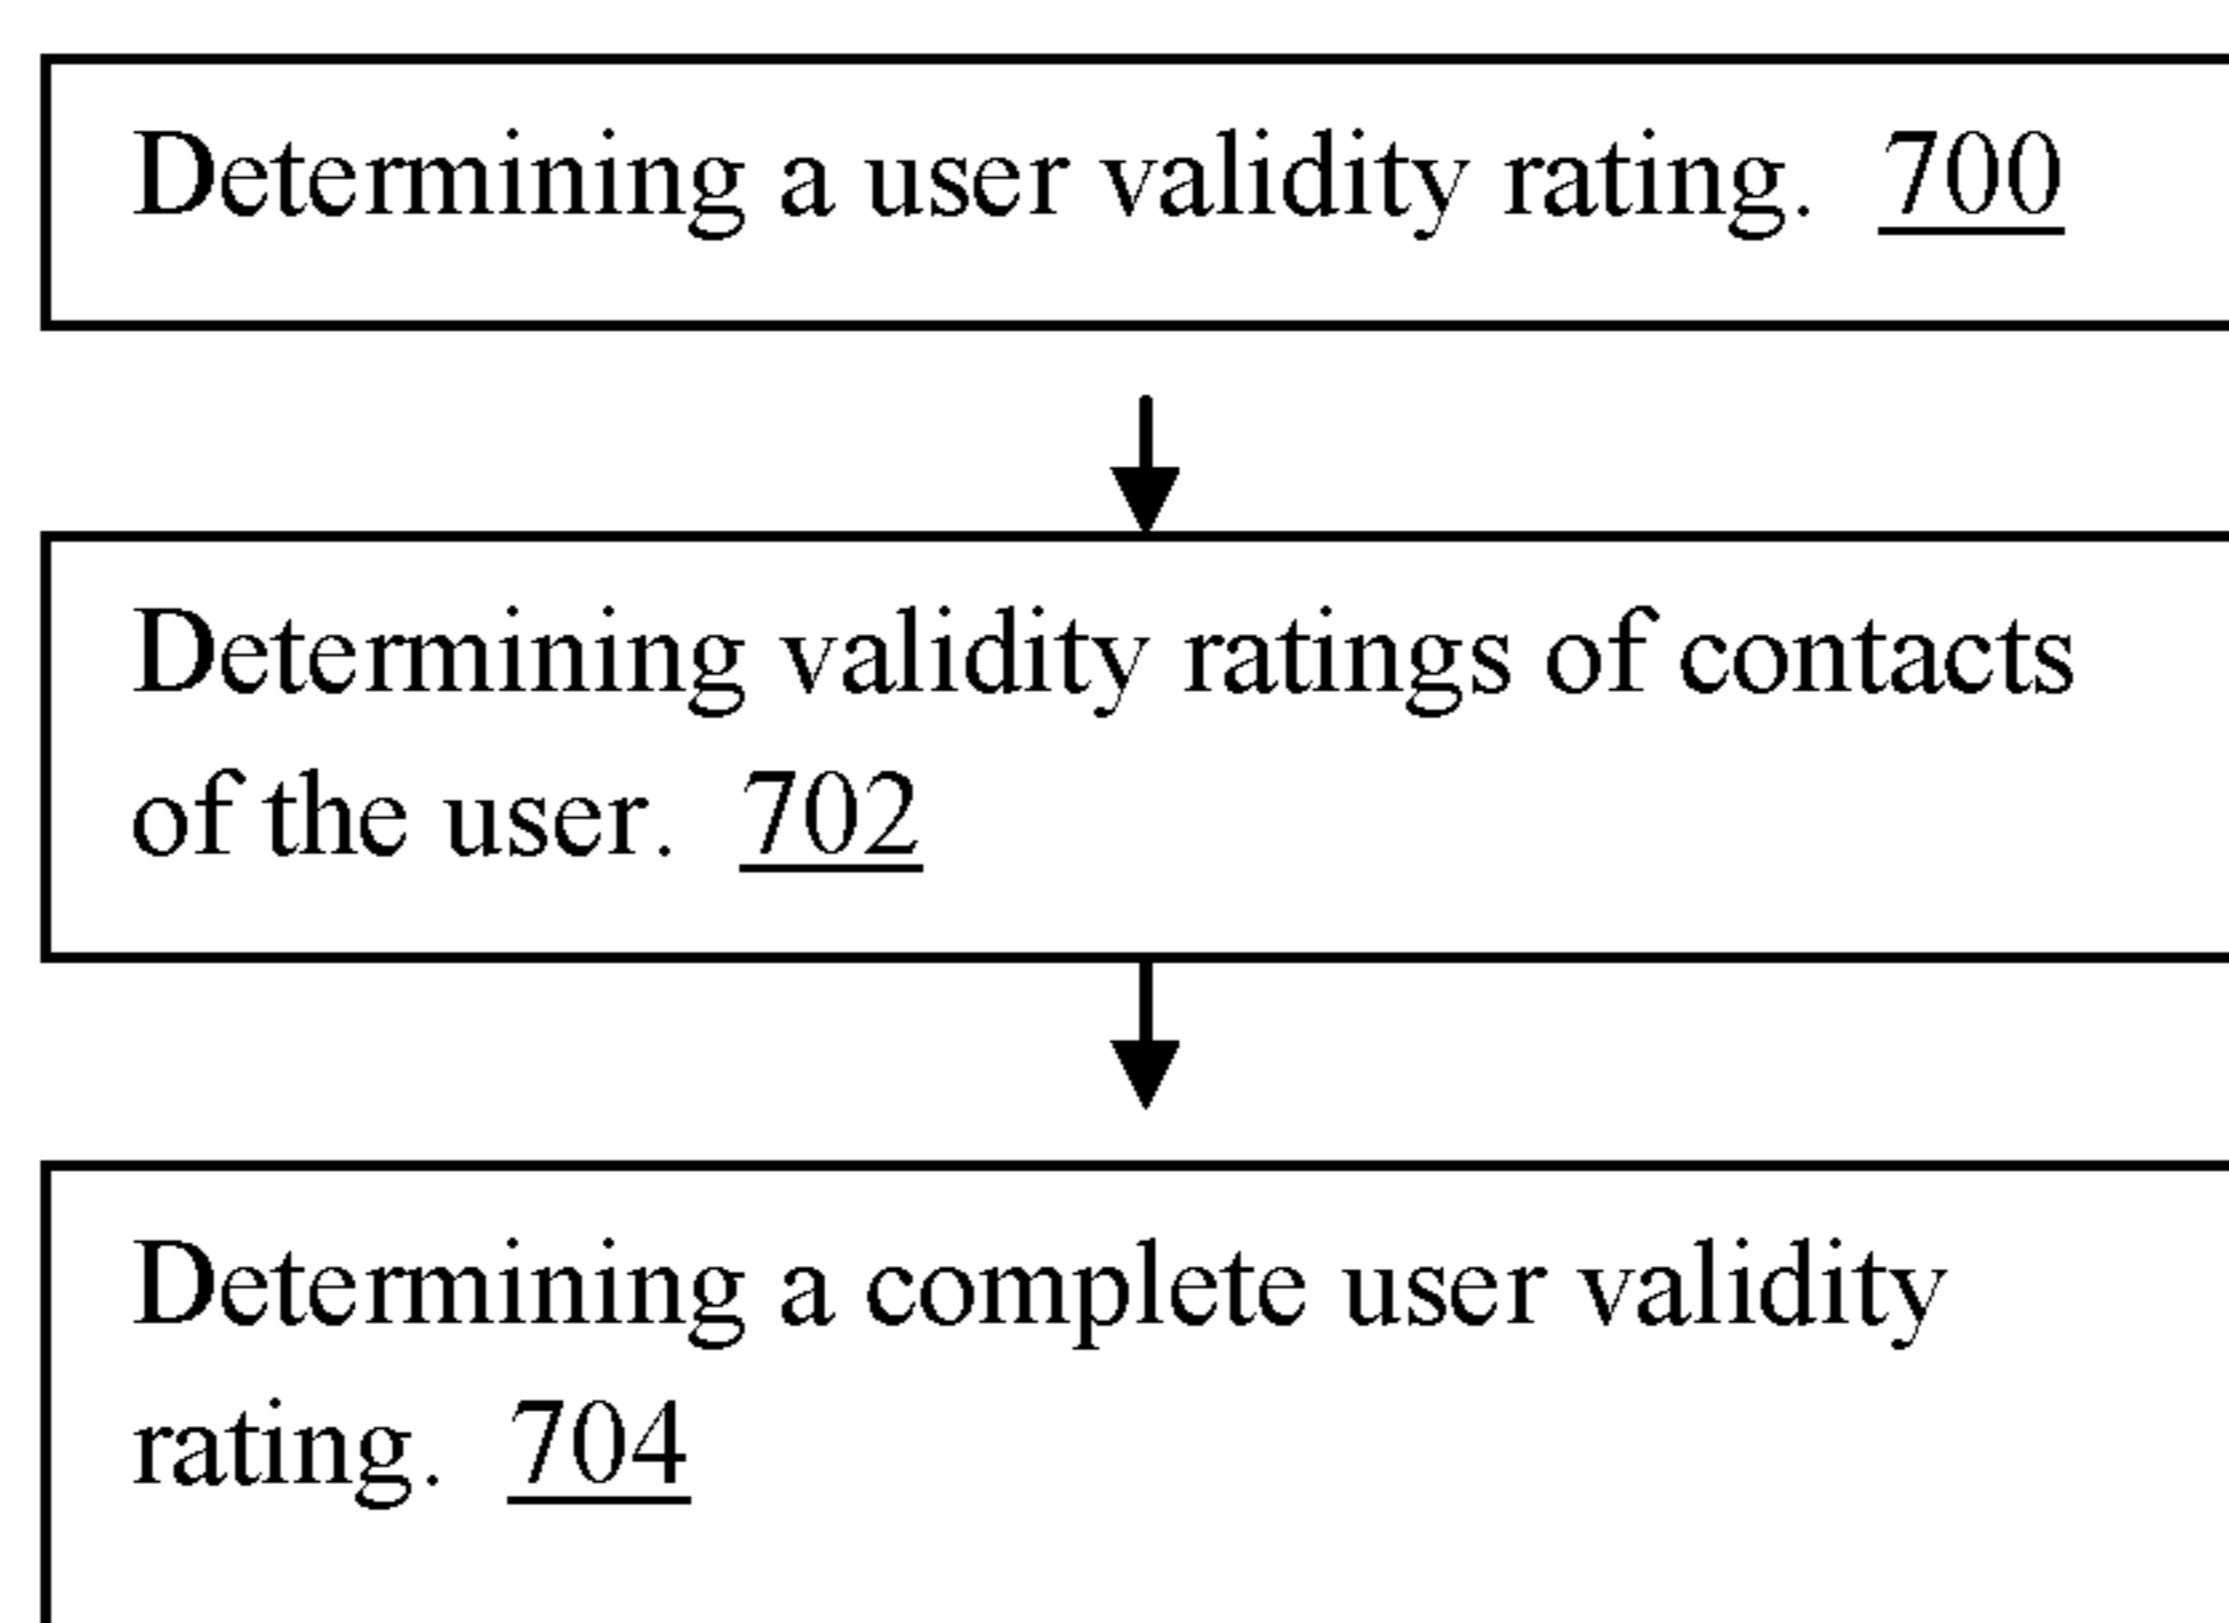 Determining a user validity rating. 700
Determining validity ratings of contacts
of the user. 702
Determining a complete user validity
rating. 704